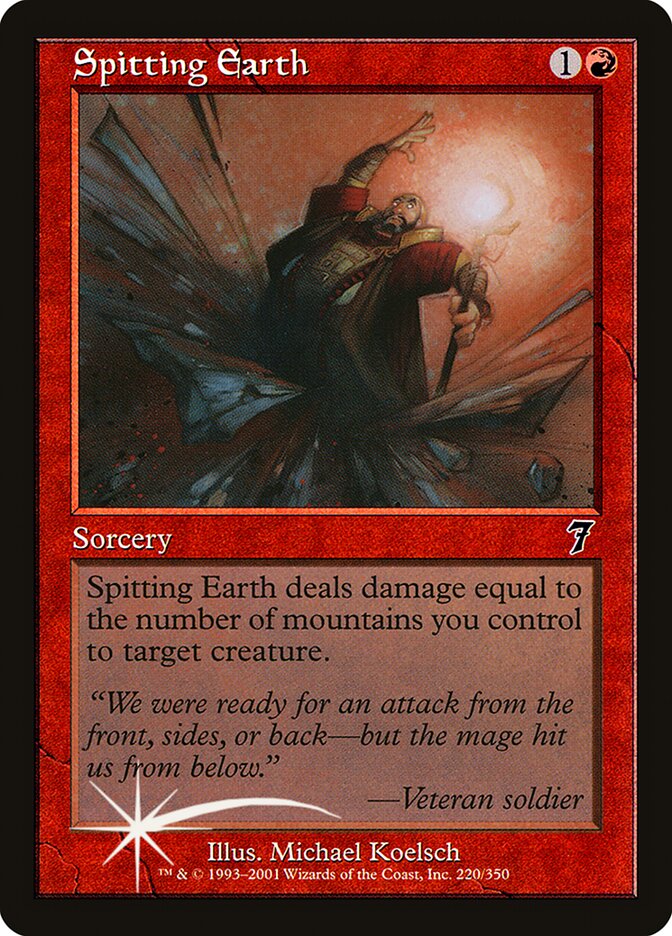 Spitting Earth
1
Sorcery
7
Spitting Earth deals damage equal to
the number of mountains you control
to target creature.
“We were ready for an attack from the
front, sides, or back—but the mage hit
us from below.”
—Veteran soldier
Illus. Michael Koelsch
™ & © 1993–2001 Wizards of the Coast, Inc. 220/350